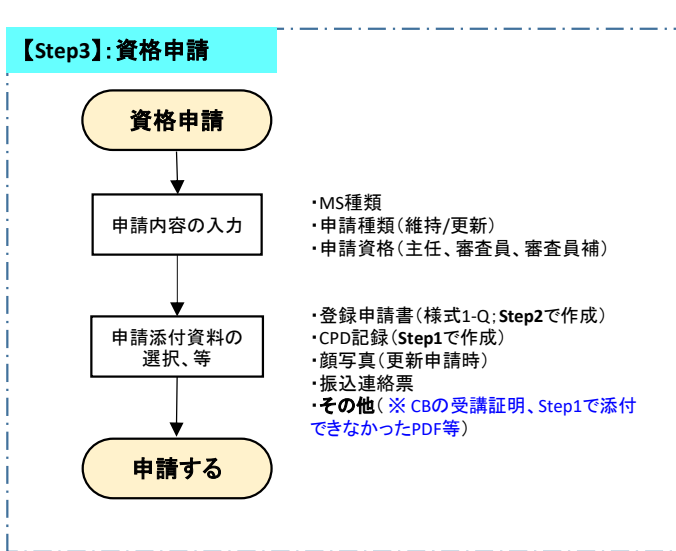 【Step3】：資格申請
資格申請
申請内容の入力
・MS種類
・申請種類（維持/更新）
・申請資格（主任、審査員、審査員補）
申請添付資料の
選択、等
・登録申請書（様式1-Q；Step2で作成）
・CPD記録（Step1で作成）
・顔写真（更新申請時）
・振込連絡票
・その他（ ※ CBの受講証明、Step1で添付
できなかったPDF等）
申請する